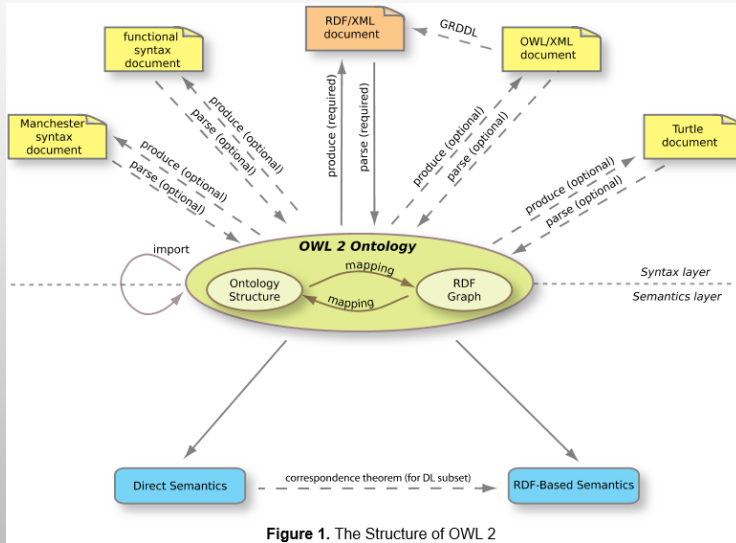 functional
syntax
document
RDF/XML
document
GRDDL
OWL/XML
document
Manchester
syntax
document
Turtle
document
produce (optional)
parse (optional)
produce (optional)
parse (optional)
produce (required)
parse (required)
produce (optional)
parse (optional)
produce (optional)
parse (optional)
OWL 2 Ontology
import
mapping
Ontology
Structure
RDF
Graph
mapping
Syntax layer
Semantics layer
Direct Semantics
correspondence theorem (for DL subset)
RDF-Based Semantics
Figure 1. The Structure of OWL 2